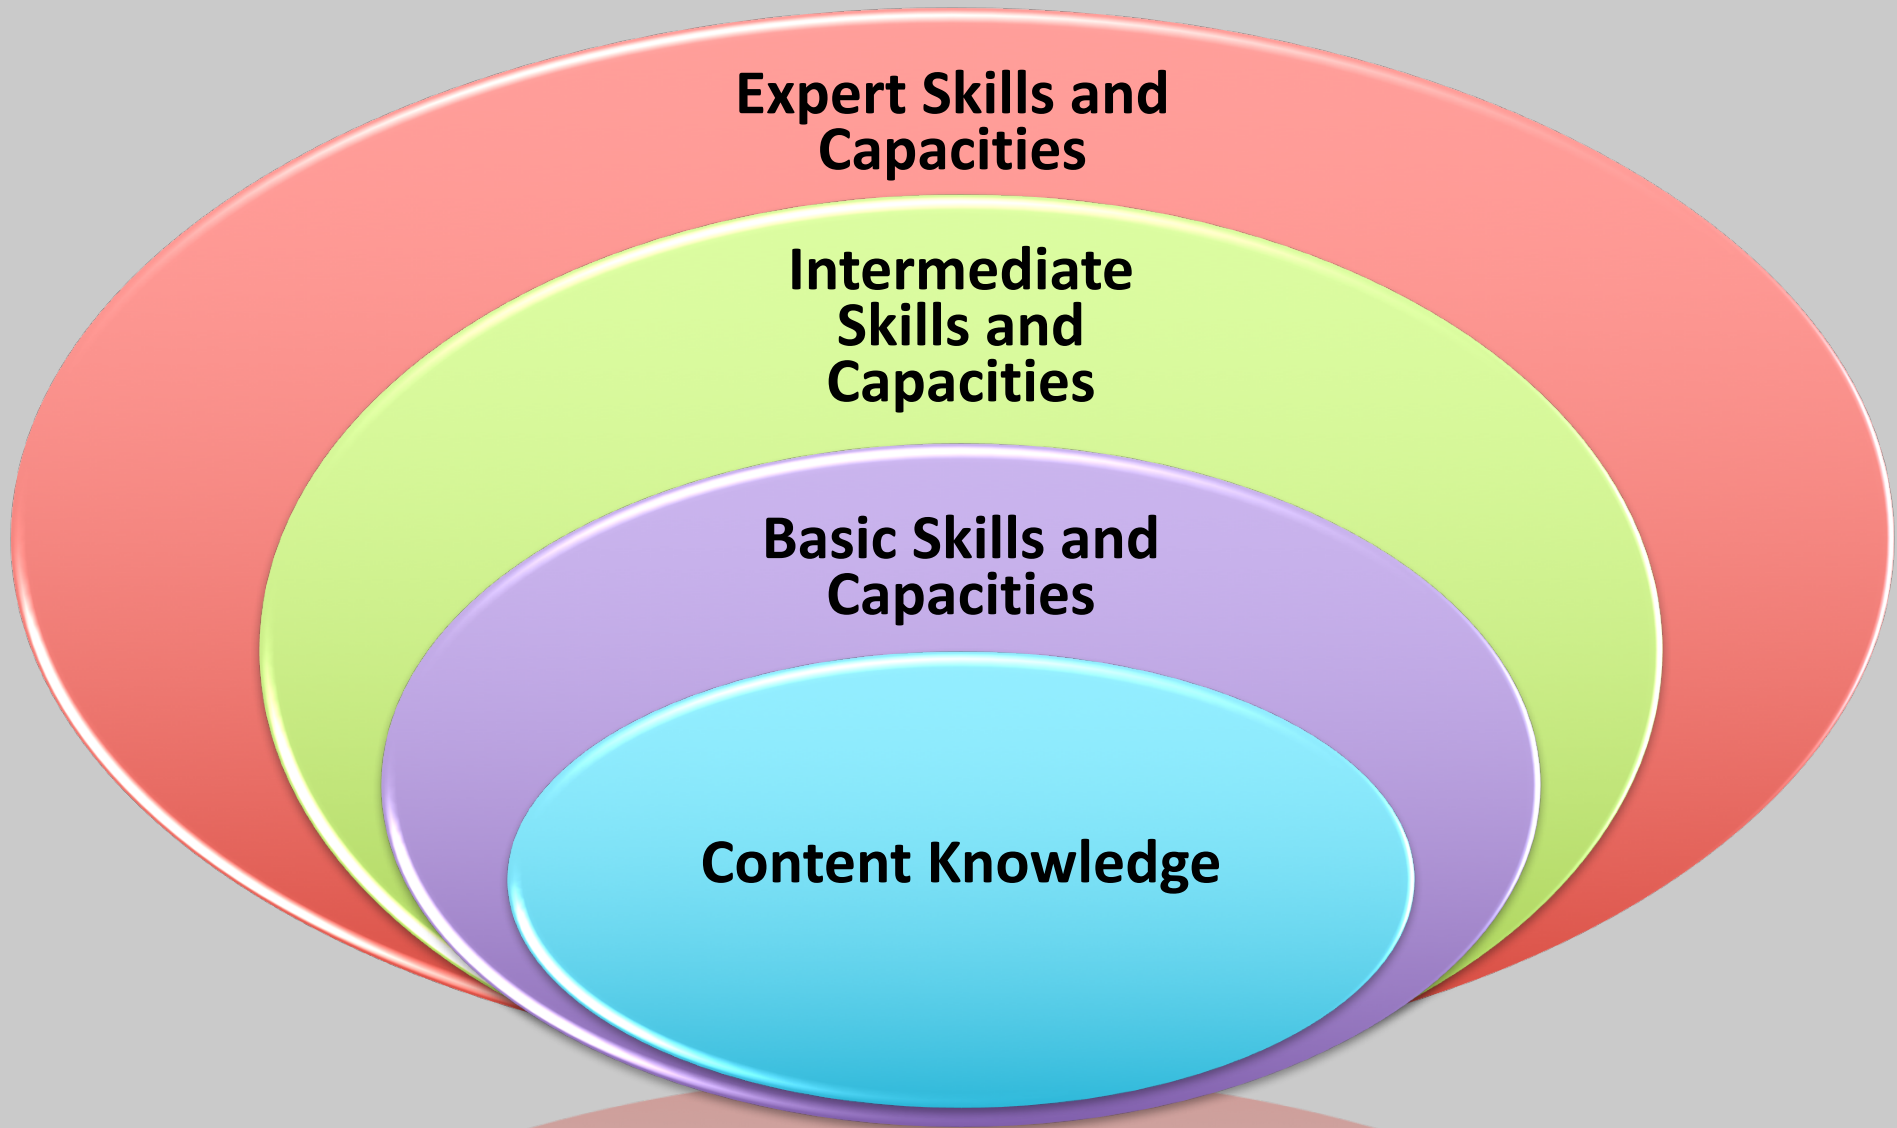 Expert Skills and
Capacities
Intermediate
Skills and
Capacities
Basic Skills and
Capacities
Content Knowledge